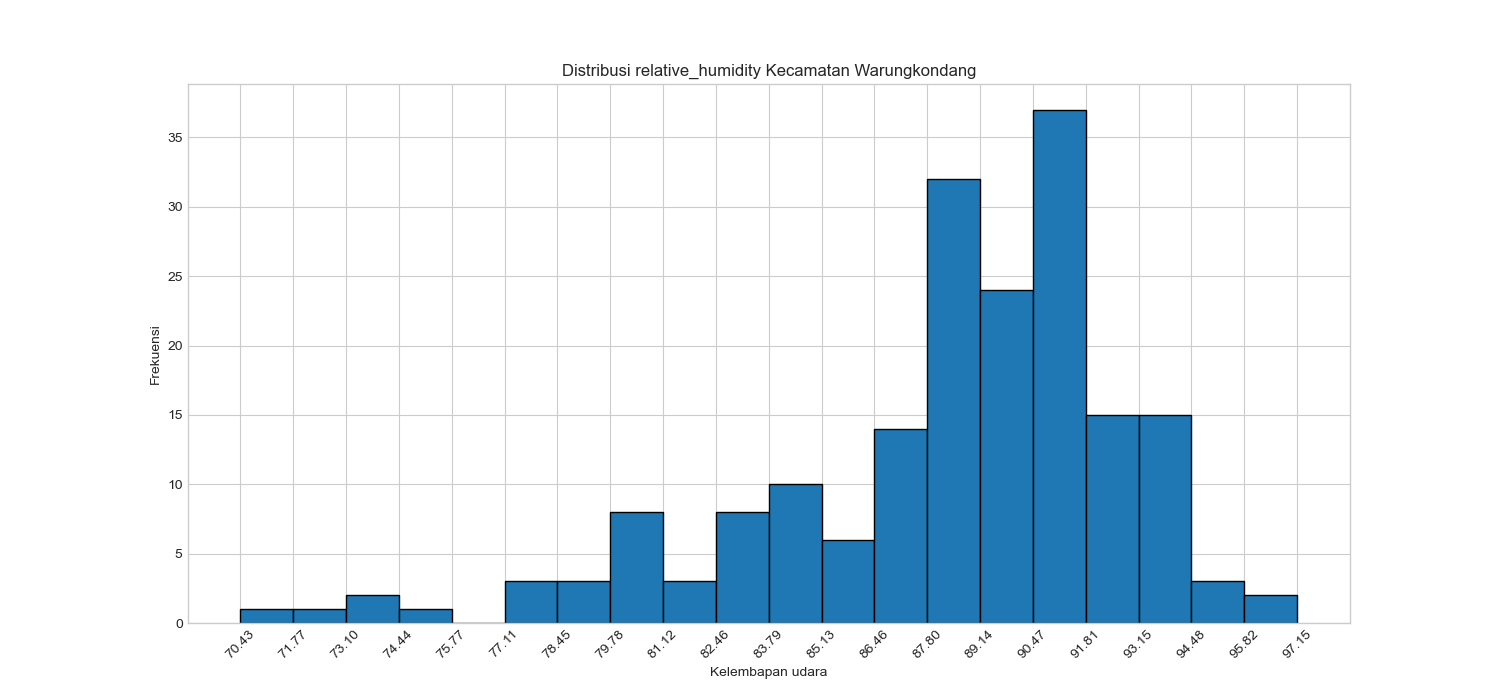 Distribusi relative_humidity Kecamatan Warungkondang
35
30
25
20
15
10
5
0
Frekuensi
70.43 71.77 73.10 74.44 75.77 77.11 78.45 79.78 81.12 82.46 83.79 85.13 86.46 87.80 89.14 90.47 91.81 93.15 94.48 95.82 97.15
Kelembapan udara